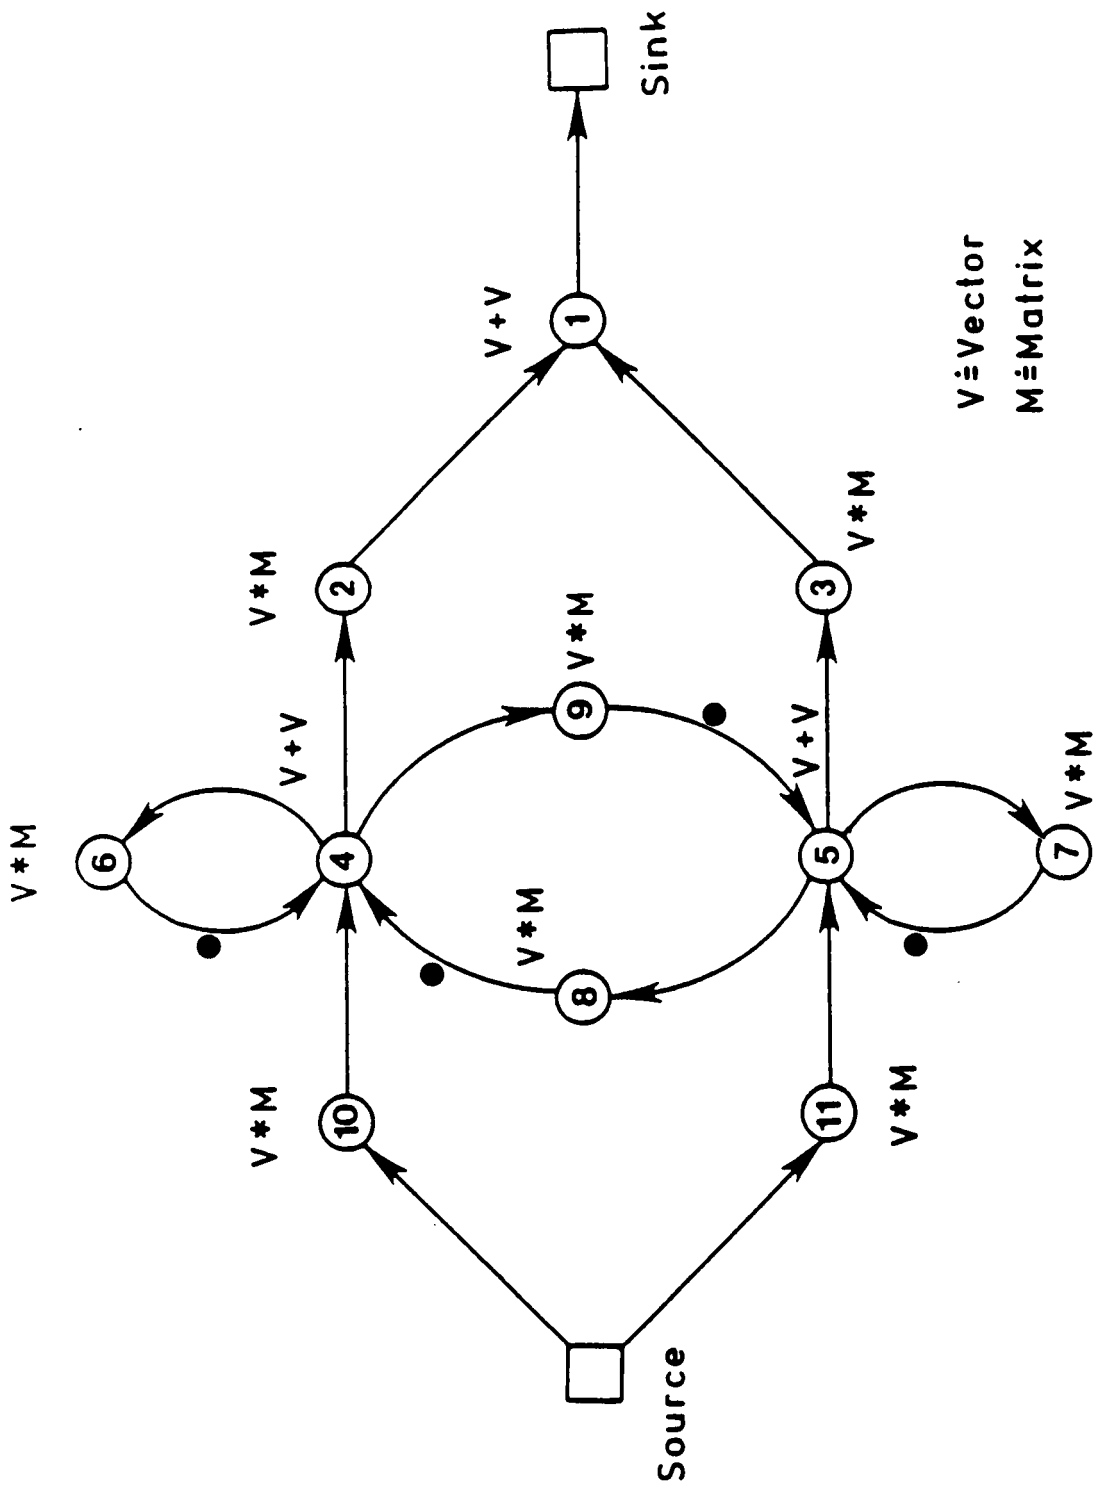 V*M
6
V*M
V+V
V*M
10
4
2
V+V
V*M
V*M
8
9
1
Source
Sink
V+V
11
5
3
V*M
V*M
V≐Vector
M≐Matrix
7
V*M